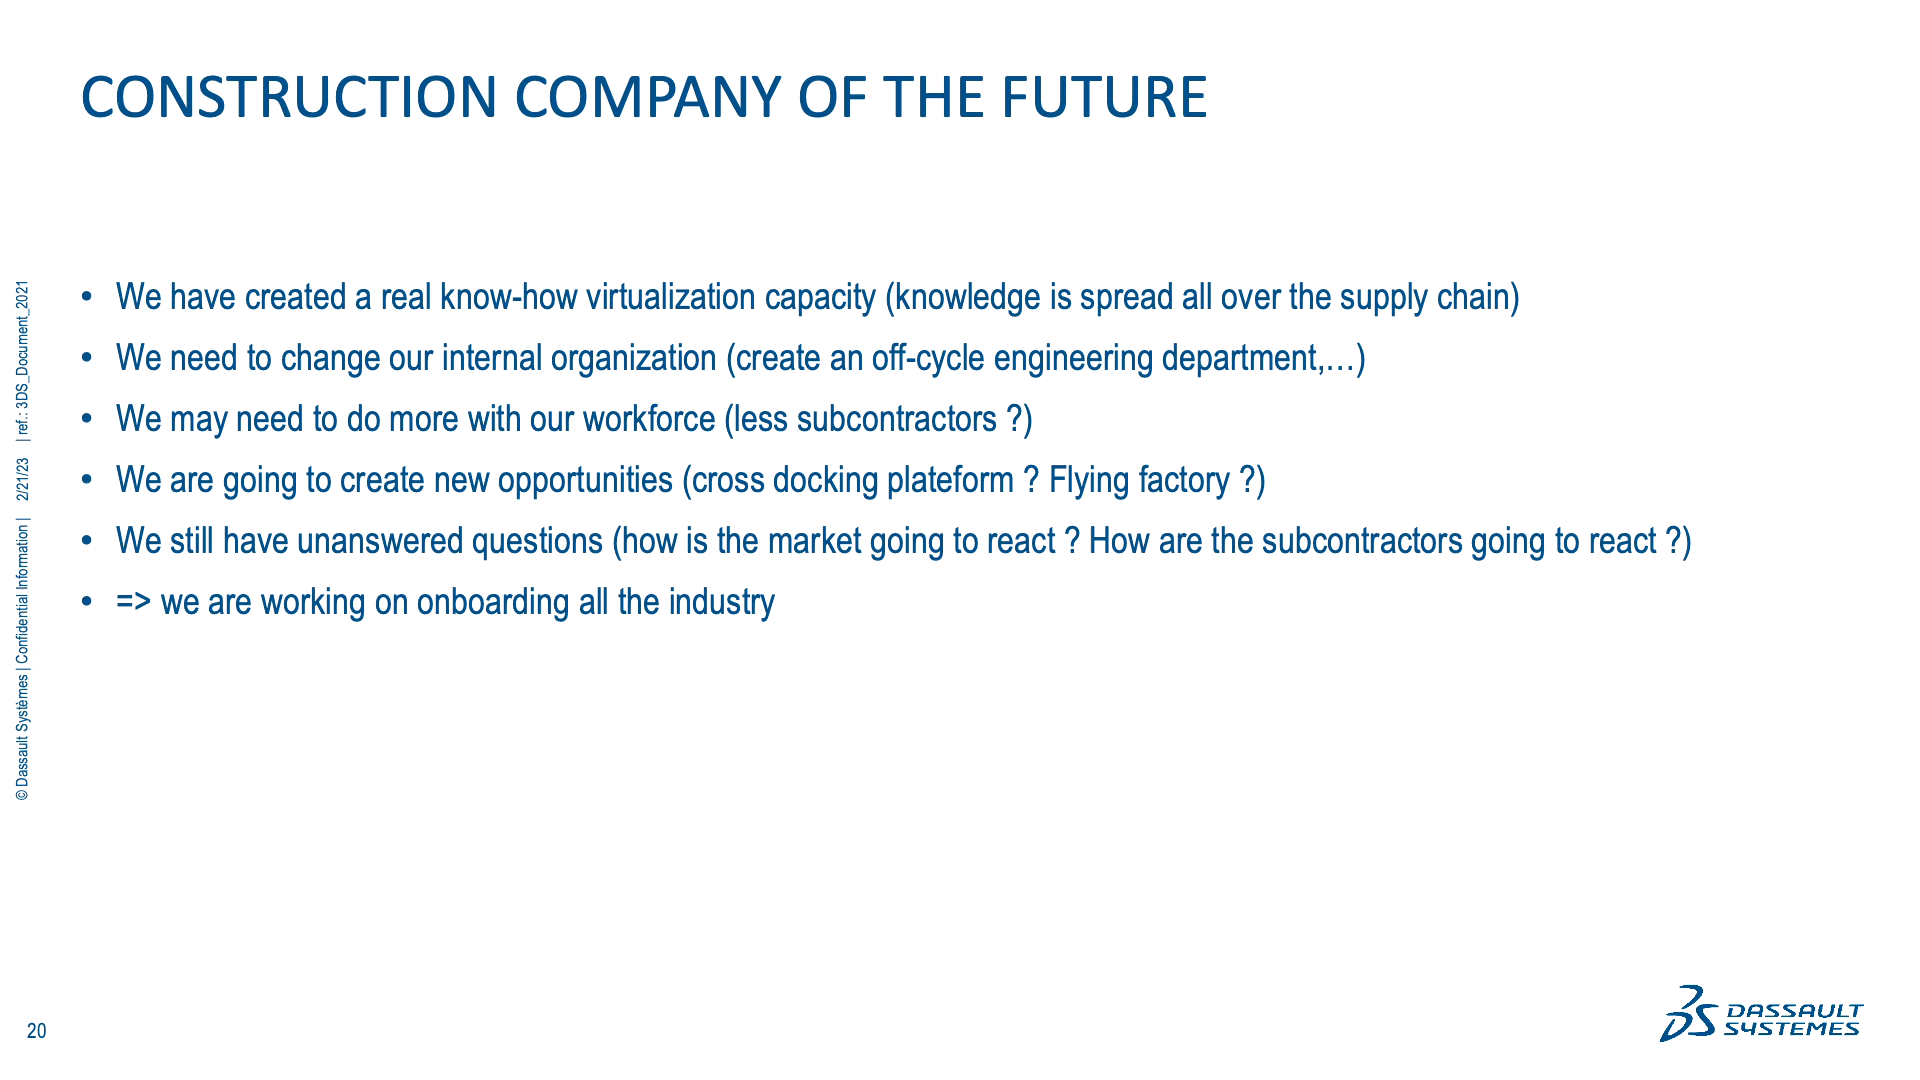 CONSTRUCTION COMPANY OF THE FUTURE
• We have created a real know-how virtualization capacity (knowledge is spread all over the supply chain)
• We need to change our internal organization (create an off-cycle engineering department,…)
• We may need to do more with our workforce (less subcontractors ?)
• We are going to create new opportunities (cross docking plateform ? Flying factory ?)
• We still have unanswered questions (how is the market going to react ? How are the subcontractors going to react ?)
• => we are working on onboarding all the industry
© Dassault Systèmes | Confidential Information | 2/21/23 | ref.: 3DS_Document_2021
20
3DS DASSAULT
SYSTEMES